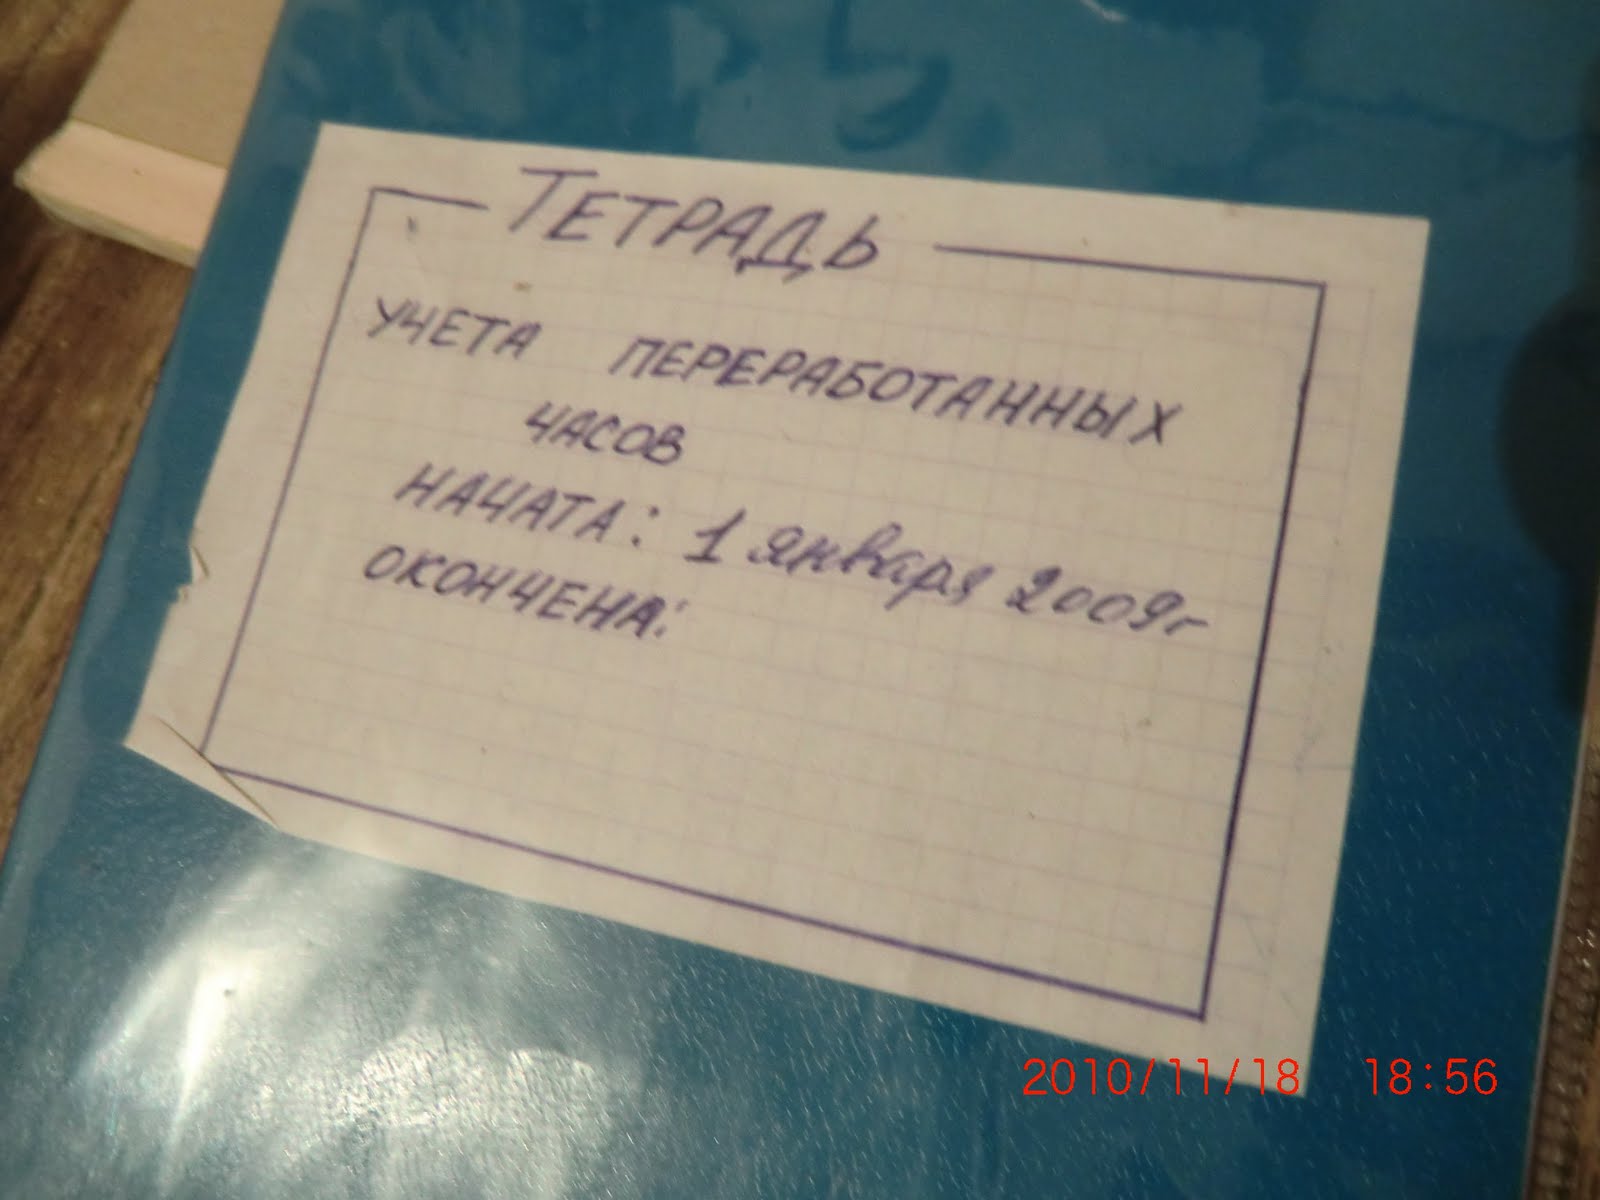 Тетрадь
учета переработанных
часов
начата: 1 января 2009г
окончена:
2010/11/18 18:56